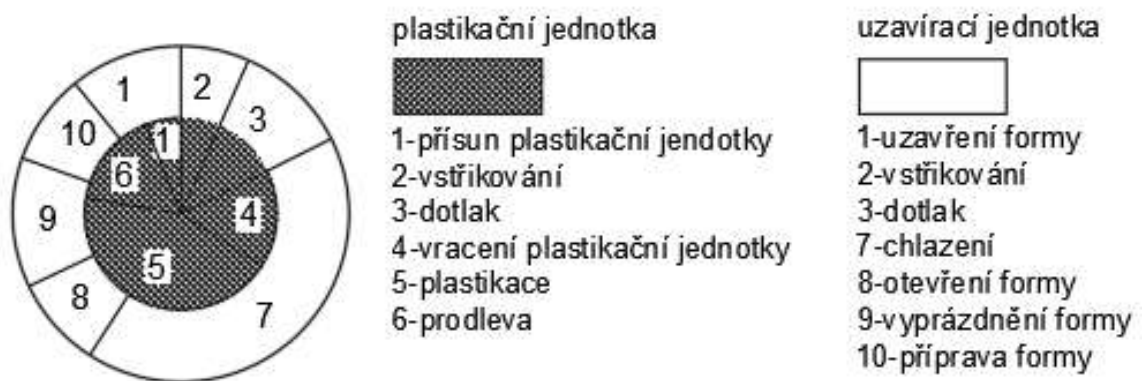 1
2
3
10
1
6
4
9
5
8
7
plastikační jednotka
1-přísun plastikační jendotky
2-vstřikování
3-dotlak
4-vracení plastikační jednotky
5-plastikace
6-prodleva
uzavírací jednotka
1-uzavření formy
2-vstřikování
3-dotlak
7-chlazení
8-otevření formy
9-vyprázdnění formy
10-příprava formy